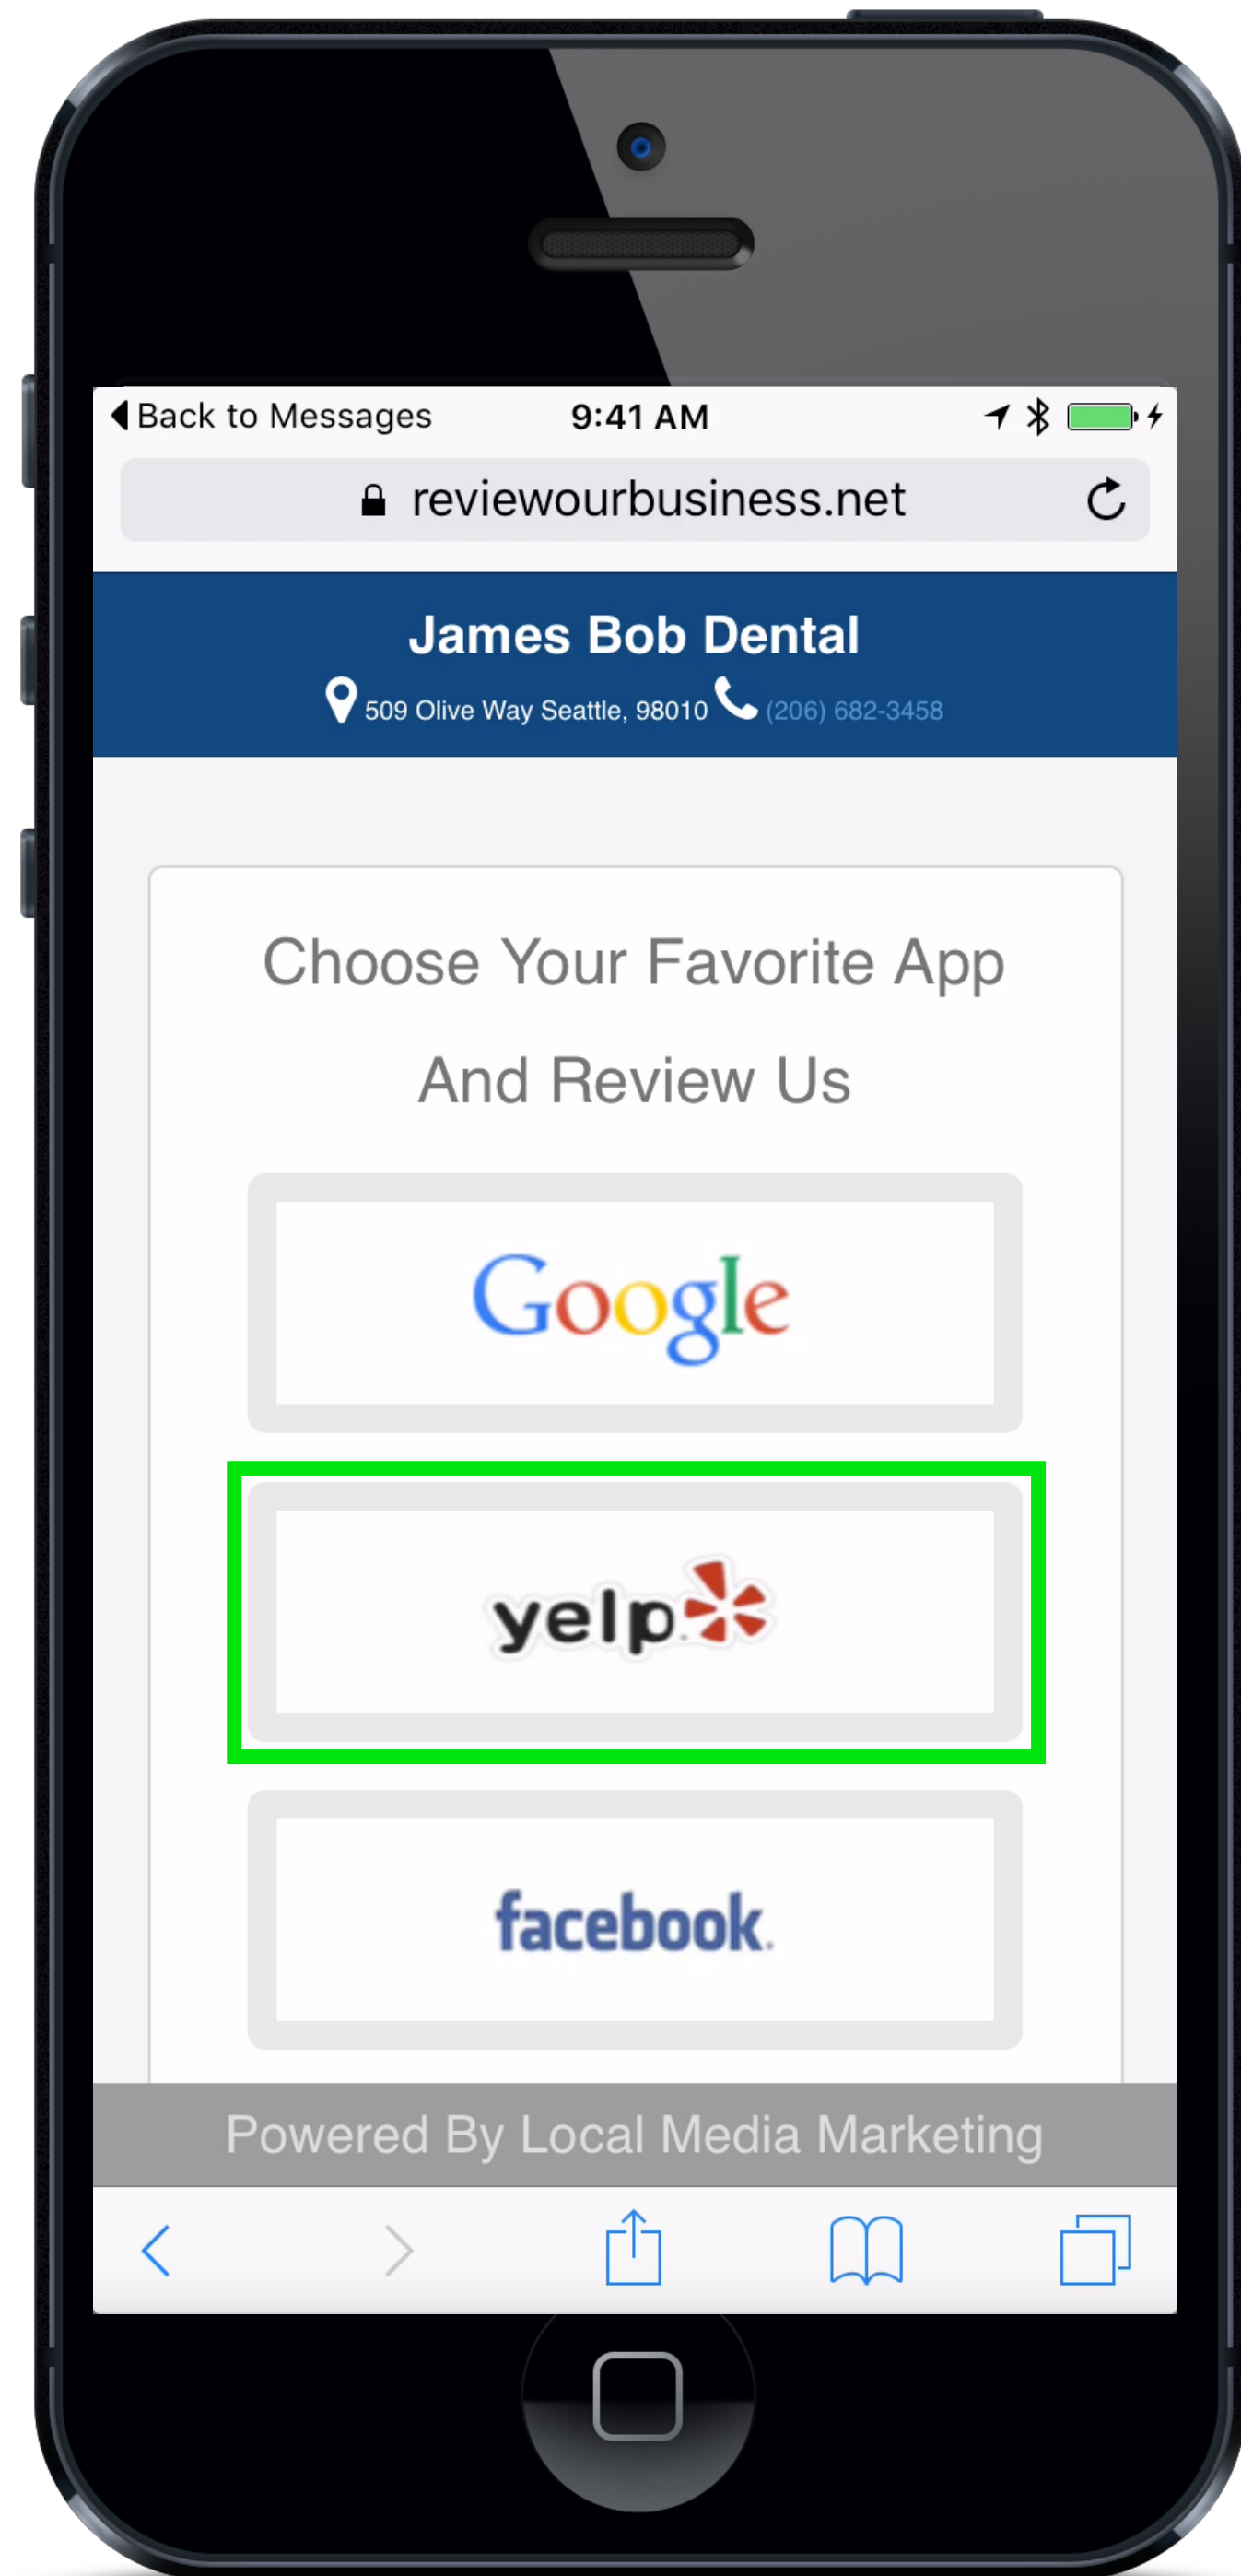 Back to Messages 9:41 AM
reviewourbusiness.net
James Bob Dental
509 Olive Way Seattle, 98010 (206) 682-3458
Choose Your Favorite App
And Review Us
Google
yelp
facebook.
Powered By Local Media Marketing